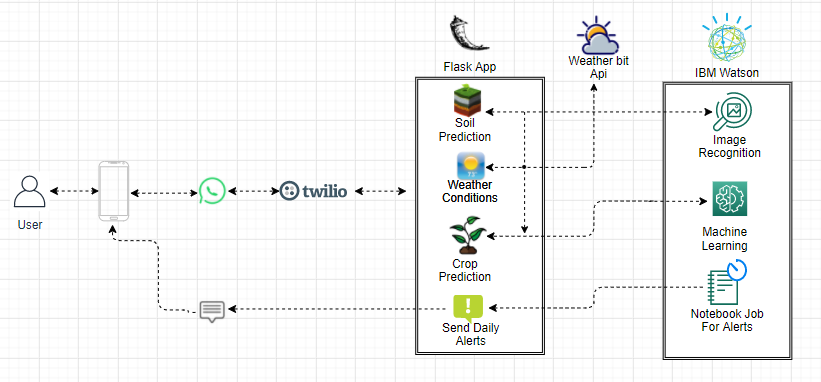 Flask App
Weather bit
Api
IBM Watson
Soil
Prediction
Image
Recognition
Weather
Conditions
User
twilio
Machine
Learning
Crop
Prediction
Notebook Job
For Alerts
Send Daily
Alerts